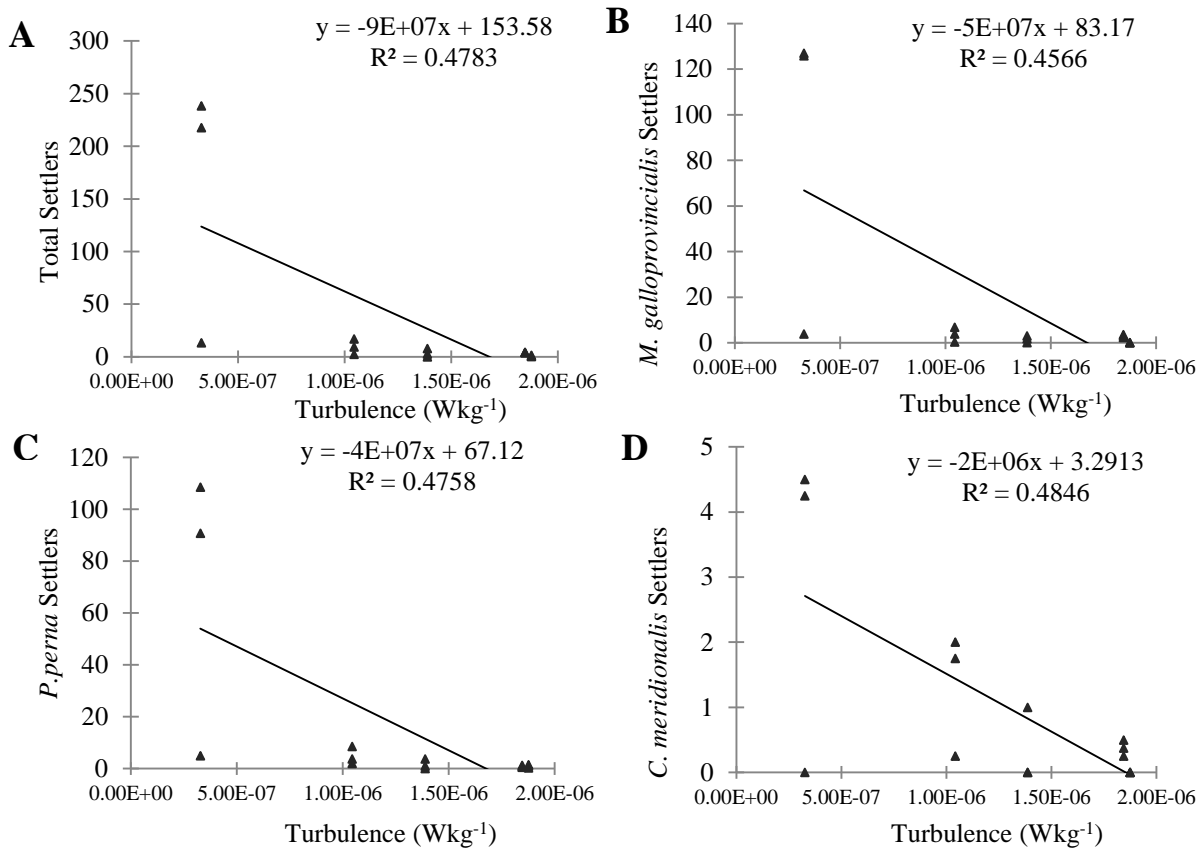 A
y = -9E+07x + 153.58
R² = 0.4783
300
250
200
150
100
50
0
0.00E+00 5.00E-07 1.00E-06 1.50E-06 2.00E-06
Total Settlers
Turbulence (Wkg⁻¹)
B
y = -5E+07x + 83.17
R² = 0.4566
140
120
100
80
60
40
20
0
0.00E+00 5.00E-07 1.00E-06 1.50E-06 2.00E-06
M. galloprovincialis Settlers
Turbulence (Wkg⁻¹)
C
y = -4E+07x + 67.12
R² = 0.4758
120
100
80
60
40
20
0
0.00E+00 5.00E-07 1.00E-06 1.50E-06 2.00E-06
P.perna Settlers
Turbulence (Wkg⁻¹)
D
y = -2E+06x + 3.2913
R² = 0.4846
5
4
3
2
1
0
0.00E+00 5.00E-07 1.00E-06 1.50E-06 2.00E-06
C. meridionalis Settlers
Turbulence (Wkg⁻¹)